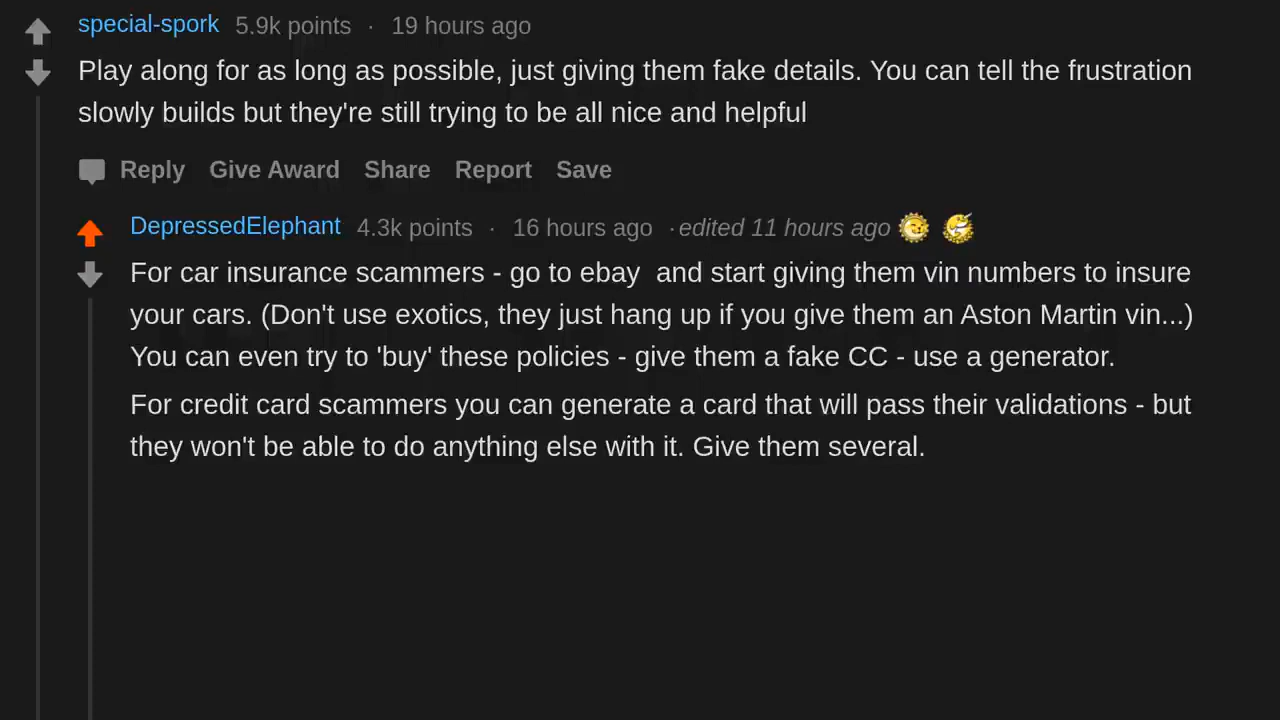 special-spork 5.9k points · 19 hours ago
Play along for as long as possible, just giving them fake details. You can tell the frustration
slowly builds but they're still trying to be all nice and helpful
Reply Give Award Share Report Save
DepressedElephant 4.3k points · 16 hours ago · edited 11 hours ago
For car insurance scammers - go to ebay  and start giving them vin numbers to insure
your cars. (Don't use exotics, they just hang up if you give them an Aston Martin vin...)
You can even try to 'buy' these policies - give them a fake CC - use a generator.
For credit card scammers you can generate a card that will pass their validations - but
they won't be able to do anything else with it. Give them several.